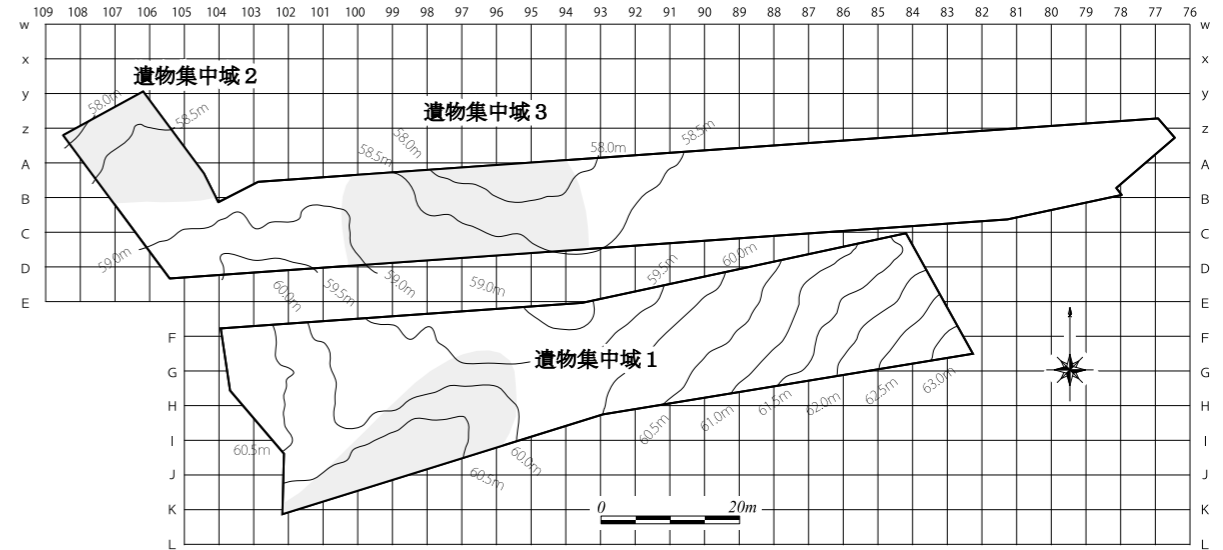 109 108 107 106 105 104 103 102 101 100 99 98 97 96 95 94 93 92 91 90 89 88 87 86 85 84 83 82 81 80 79 78 77 76
w w
x x
遺物集中域2
y y
58.0m 58.5m
遺物集中域3
z z
58.0m 58.5m 58.0m 58.5m
A A
B B
C C
59.0m
D D
60.0m 59.5m 59.0m 59.0m 59.5m 60.0m
E E
F F
遺物集中域1
G G
60.5m 61.0m 61.5m 62.0m 62.5m 63.0m
H H
I I
60.5m 60.5m 60.0m
J J
K K
0 20m
L L